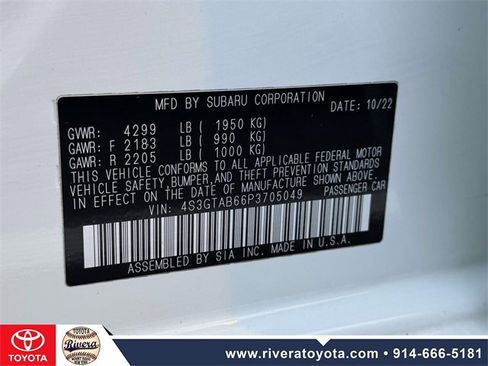 MFD BY SUBARU CORPORATION DATE: 10/22
GVWR: 4299 LB ( 1950 KG)
GAWR: F 2183 LB ( 990 KG)
GAWR: R 2205 LB ( 1000 KG)
THIS VEHICLE CONFORMS TO ALL APPLICABLE FEDERAL MOTOR
VEHICLE SAFETY, BUMPER, AND THEFT PREVENTION STANDARDS
IN EFFECT ON THE DATE OF MANUFACTURE SHOWN ABOVE.
VIN: 4S3GTAB66P3705049 PASSENGER CAR
ASSEMBLED BY SIA INC. MADE IN U.S.A.
TOYOTA
Rivera
TOYOTA
www.riveratoyota.com • 914-666-5181